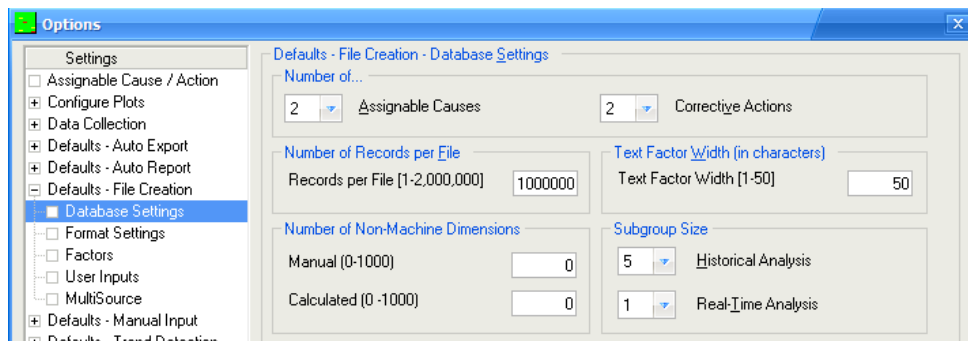 Options
Settings
Assignable Cause / Action
Configure Plots
Data Collection
Defaults - Auto Export
Defaults - Auto Report
Defaults - File Creation
Database Settings
Format Settings
Factors
User Inputs
MultiSource
Defaults - Manual Input
Defaults - Trend Detection
Defaults - File Creation - Database Settings
Number of...
2 Assignable Causes 2 Corrective Actions
Number of Records per File
Records per File [1-2,000,000] 1000000
Text Factor Width (in characters)
Text Factor Width [1-50] 50
Number of Non-Machine Dimensions
Manual (0-1000) 0
Calculated (0 -1000) 0
Subgroup Size
5 Historical Analysis
1 Real-Time Analysis